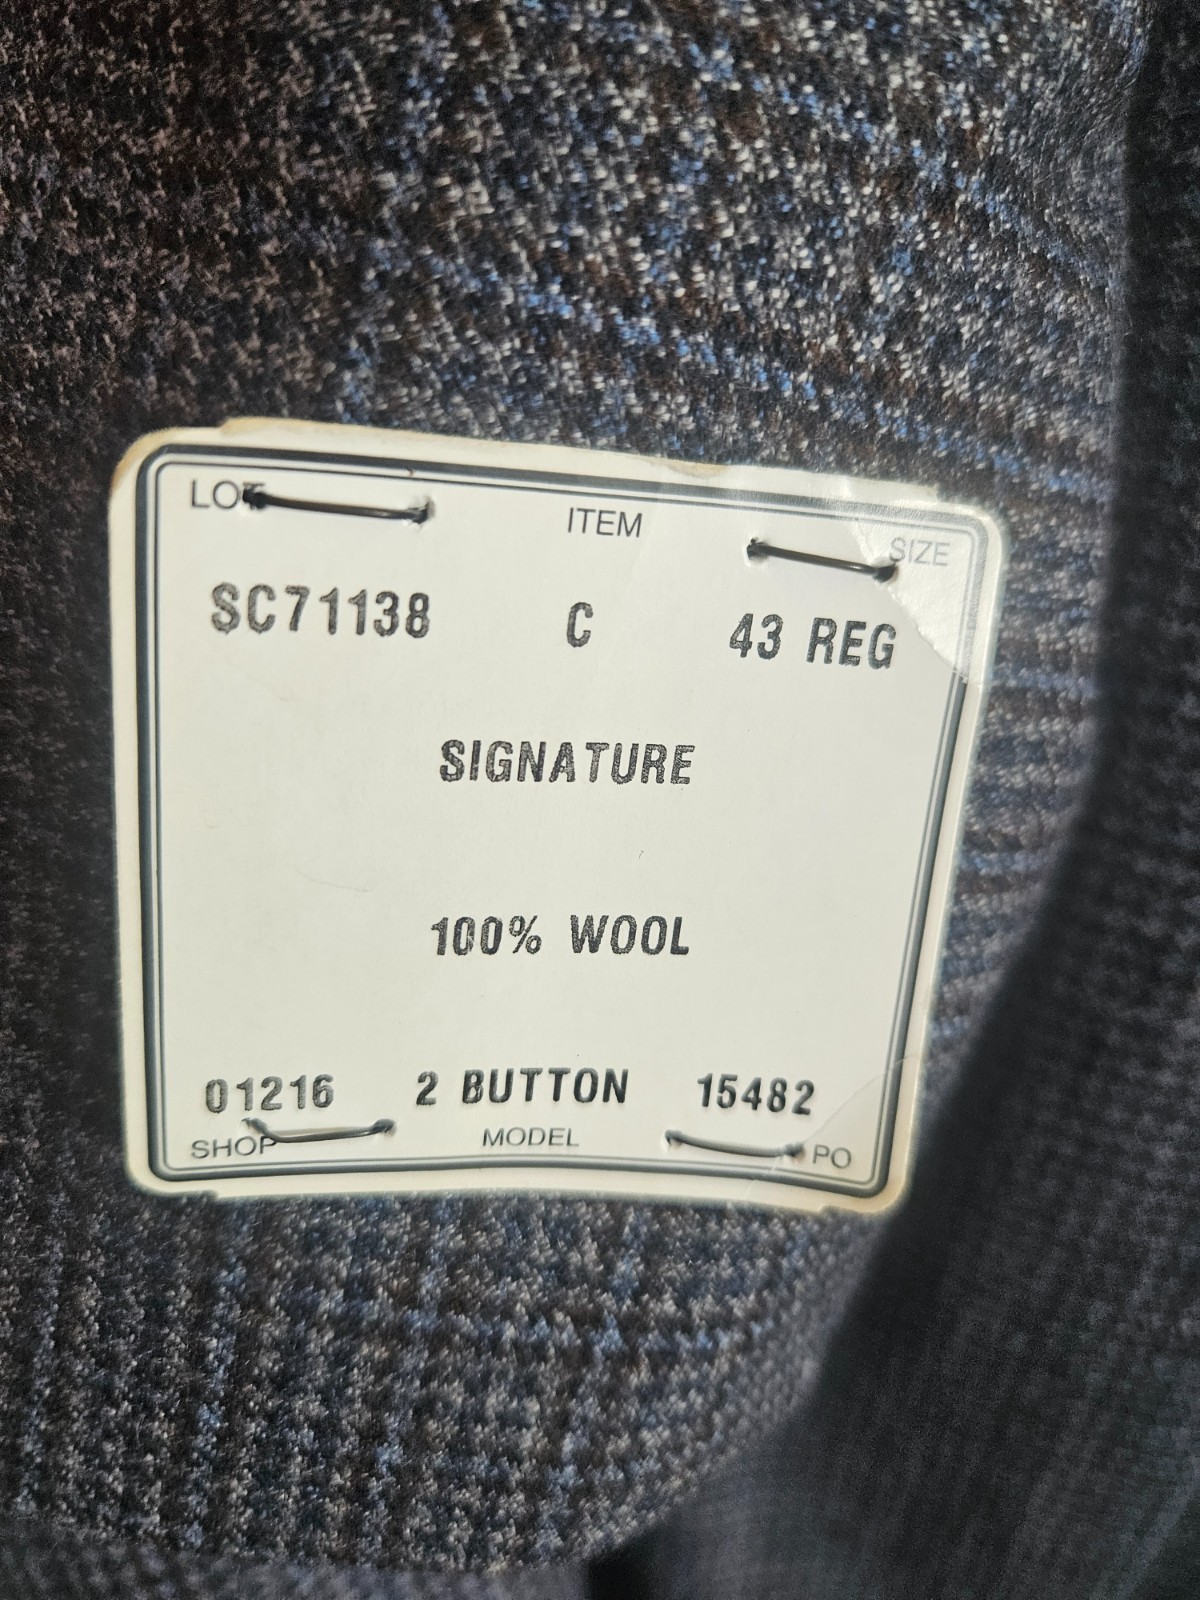 LOT ITEM SIZE
SC71138 C 43 REG
SIGNATURE
100% WOOL
01216 2 BUTTON 15482
SHOP MODEL PO